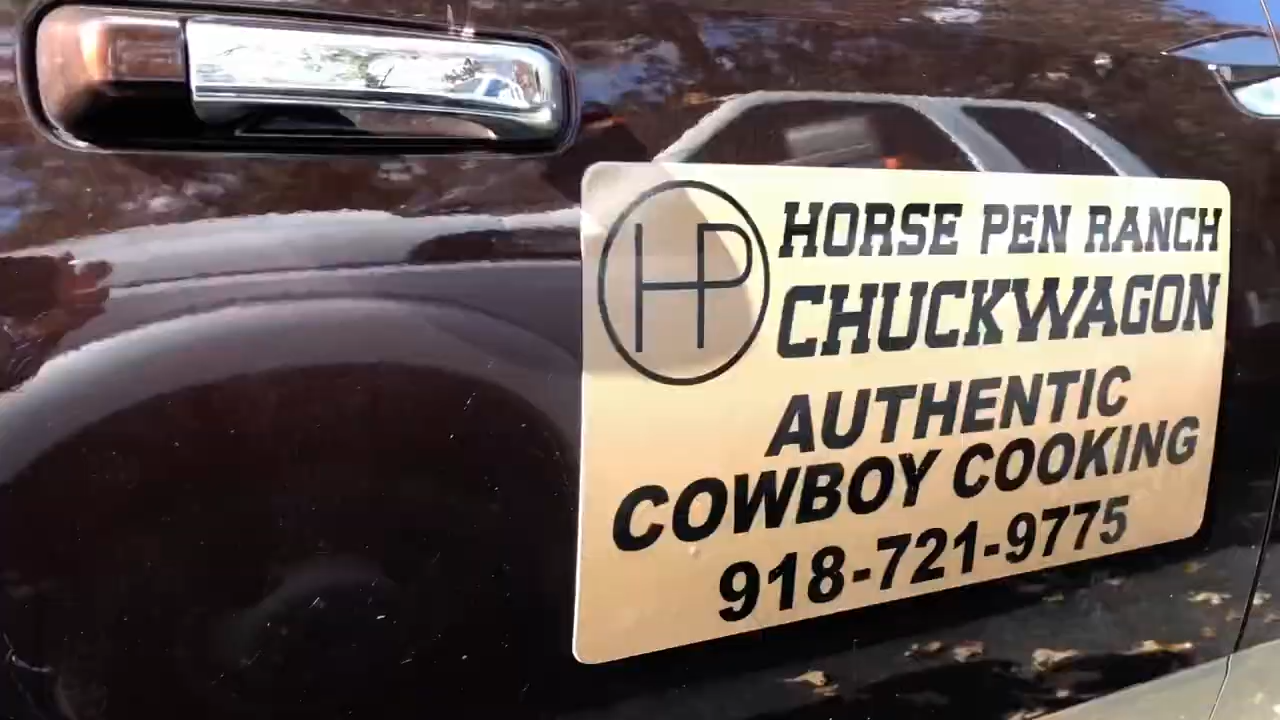 HP
HORSE PEN RANCH
CHUCKWAGON
AUTHENTIC
COWBOY COOKING
918-721-9775